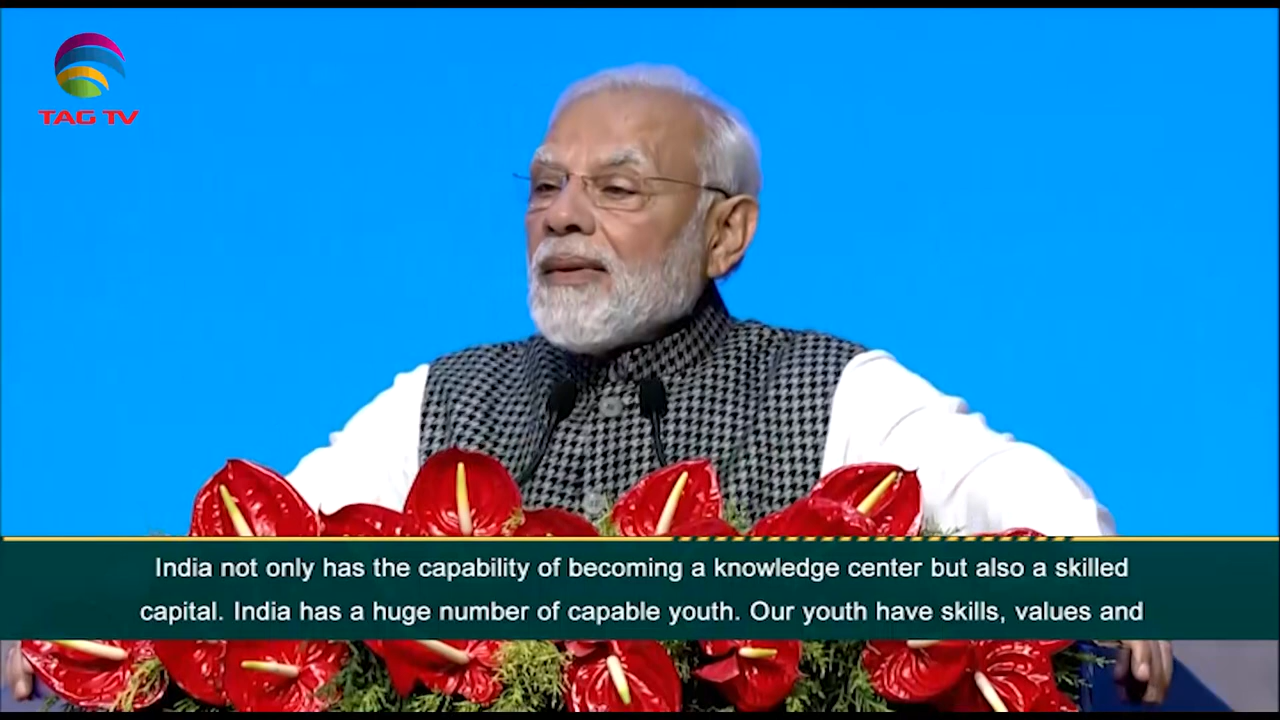 TAG TV
India not only has the capability of becoming a knowledge center but also a skilled
capital. India has a huge number of capable youth. Our youth have skills, values and